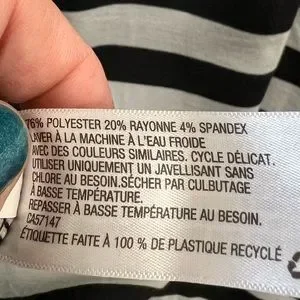 76% POLYESTER 20% RAYONNE 4% SPANDEX
LAVER À LA MACHINE À L'EAU FROIDE
AVEC DES COULEURS SIMILAIRES. CYCLE DÉLICAT.
UTILISER UNIQUEMENT UN JAVELLISANT SANS
CHLORE AU BESOIN.SÉCHER PAR CULBUTAGE
À BASSE TEMPÉRATURE.
REPASSER À BASSE TEMPÉRATURE AU BESOIN.
CA57147
ÉTIQUETTE FAITE À 100 % DE PLASTIQUE RECYCLÉ